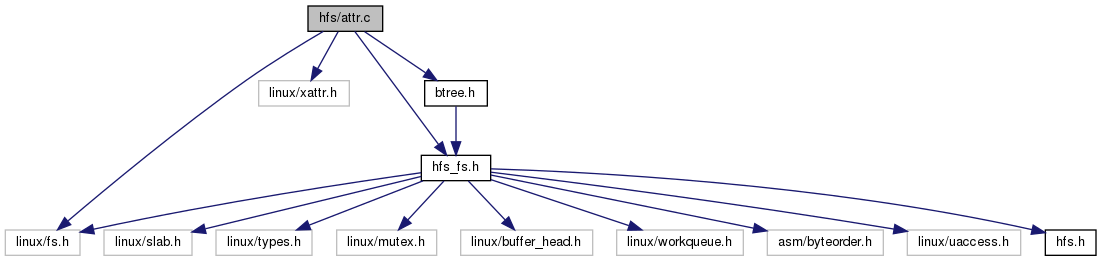 hfs/attr.c
linux/xattr.h
btree.h
hfs_fs.h
linux/fs.h
linux/slab.h
linux/types.h
linux/mutex.h
linux/buffer_head.h
linux/workqueue.h
asm/byteorder.h
linux/uaccess.h
hfs.h